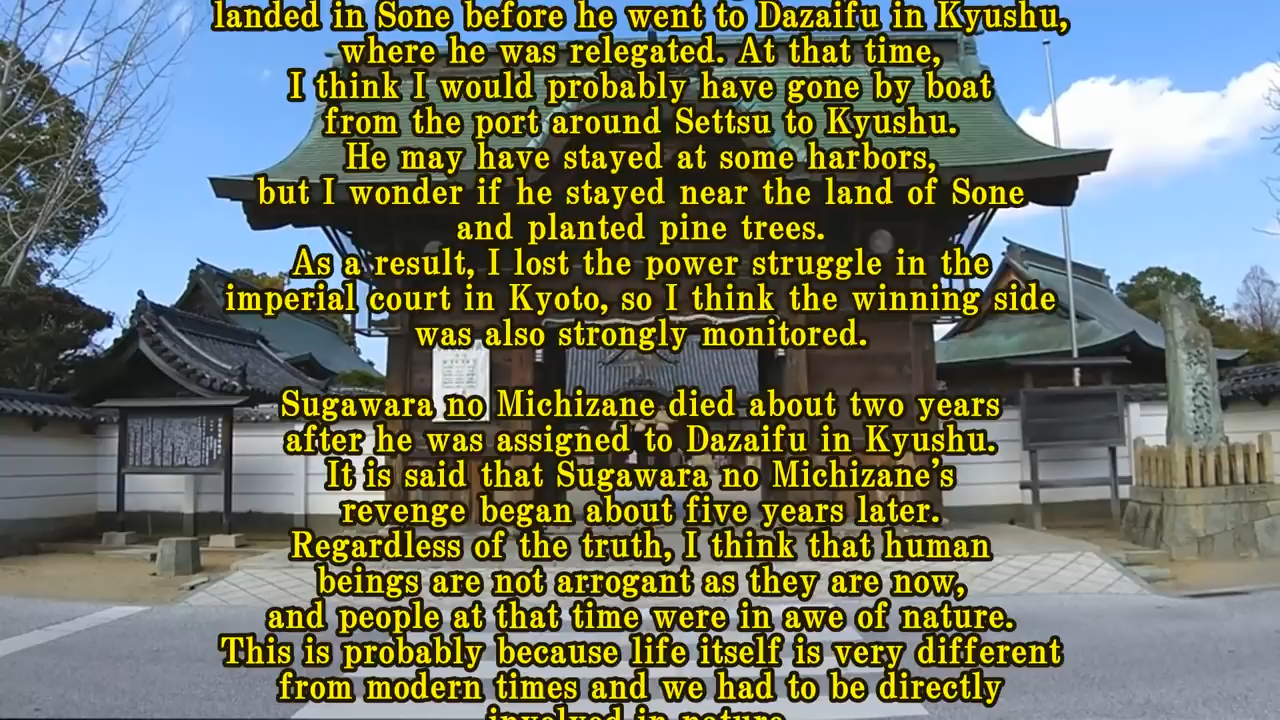 landed in Sone before he went to Dazaifu in Kyushu,
where he was relegated. At that time,
I think I would probably have gone by boat
from the port around Settsu to Kyushu.
He may have stayed at some harbors,
but I wonder if he stayed near the land of Sone
and planted pine trees.
As a result, I lost the power struggle in the
imperial court in Kyoto, so I think the winning side
was also strongly monitored.
Sugawara no Michizane died about two years
after he was assigned to Dazaifu in Kyushu.
It is said that Sugawara no Michizane's
revenge began about five years later.
Regardless of the truth, I think that human
beings are not arrogant as they are now,
and people at that time were in awe of nature.
This is probably because life itself is very different
from modern times and we had to be directly
involved in nature.